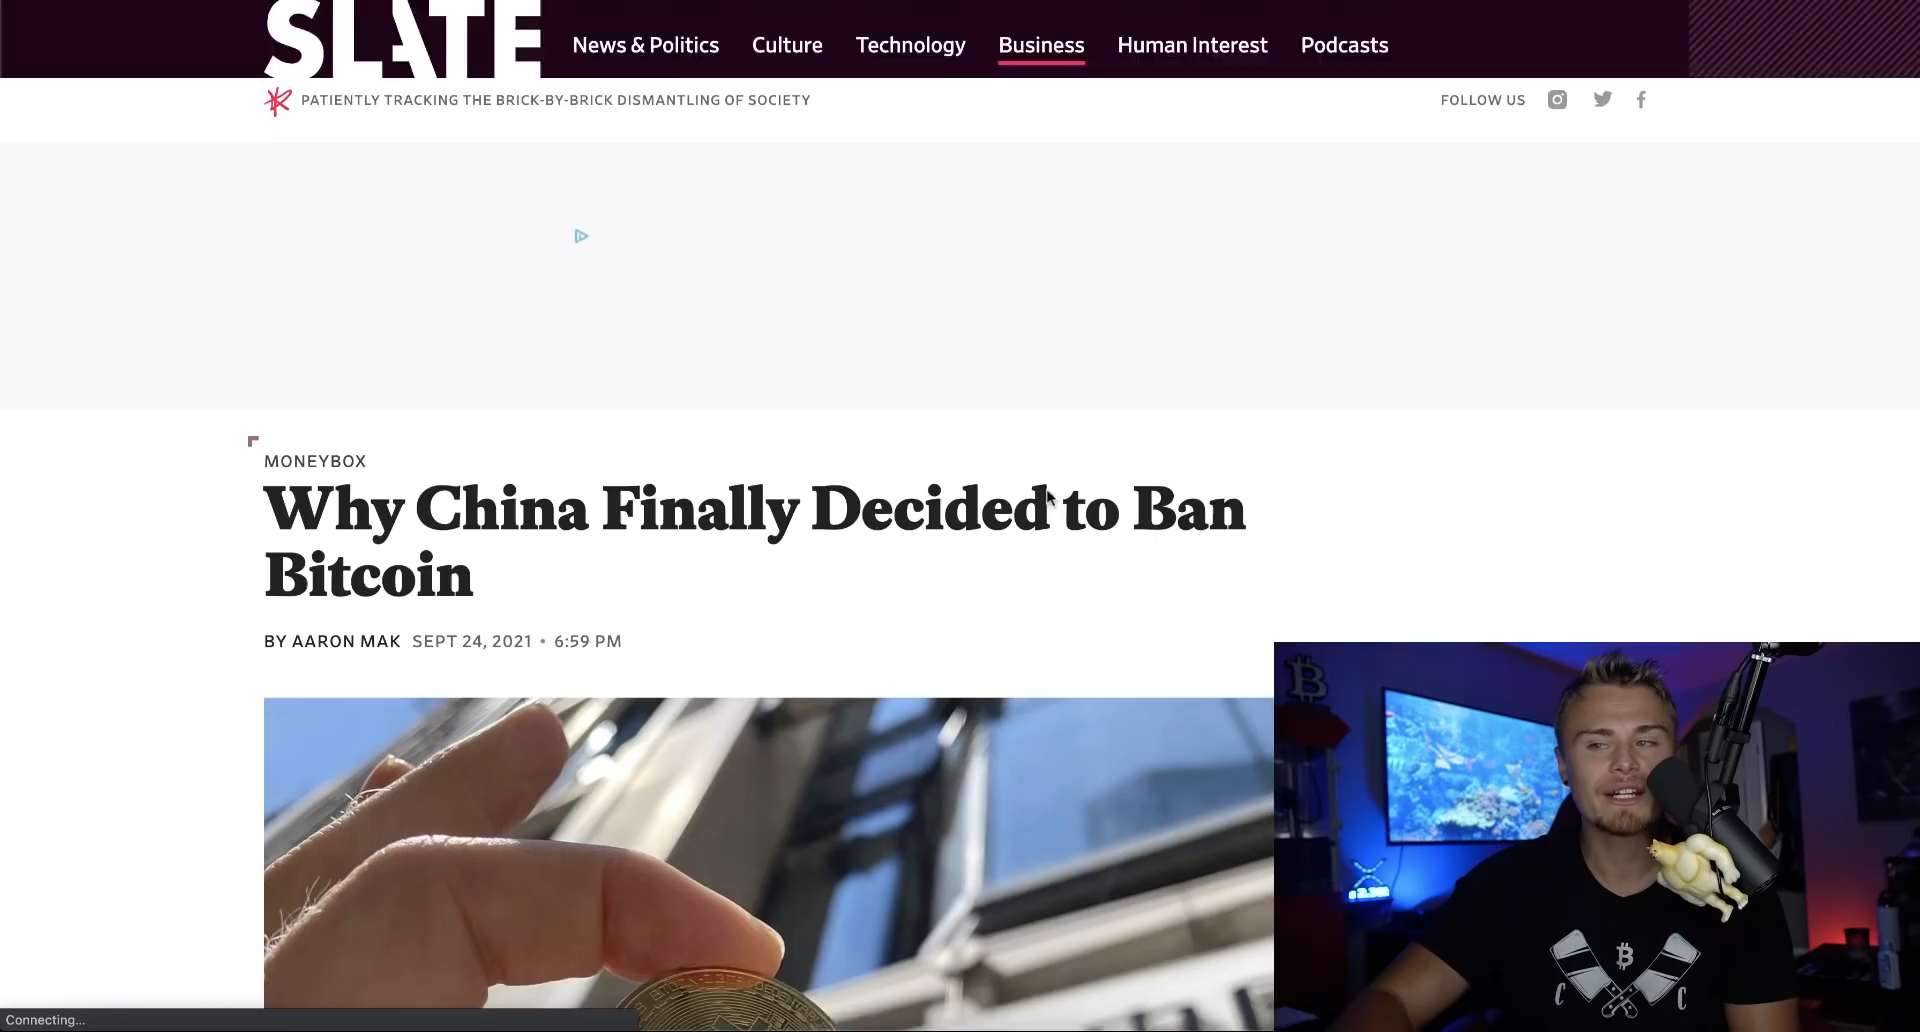 SLATE
News & Politics Culture Technology Business Human Interest Podcasts
PATIENTLY TRACKING THE BRICK-BY-BRICK DISMANTLING OF SOCIETY
FOLLOW US
MONEYBOX
Why China Finally Decided to Ban
Bitcoin
BY AARON MAK SEPT 24, 2021 • 6:59 PM
C C
Connecting...